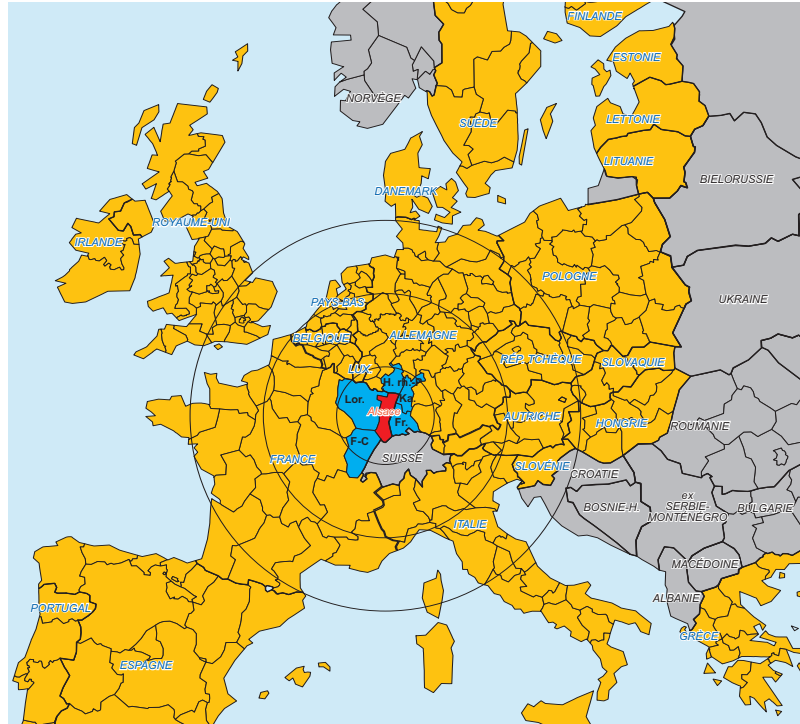 FINLANDE
ESTONIE
NORVÈGE
LETTONIE
SUÈDE
LITUANIE
BIELORUSSIE
DANEMARK
ROYAUME-UNI
IRLANDE
POLOGNE
PAYS-BAS
UKRAINE
BELGIQUE
ALLEMAGNE
RÉP. TCHÈQUE
SLOVAQUIE
LUX.
H. rh.-P.
Lor.
Ka.
Alsace
Fr.
AUTRICHE
HONGRIE
ROUMANIE
F-C
SUISSE
FRANCE
SLOVÉNIE
CROATIE
BOSNIE-H.
ex
SERBIE-
MONTÉNÉGRO
BULGARIE
ITALIE
MACÉDOINE
ALBANIE
PORTUGAL
GRÈCE
ESPAGNE